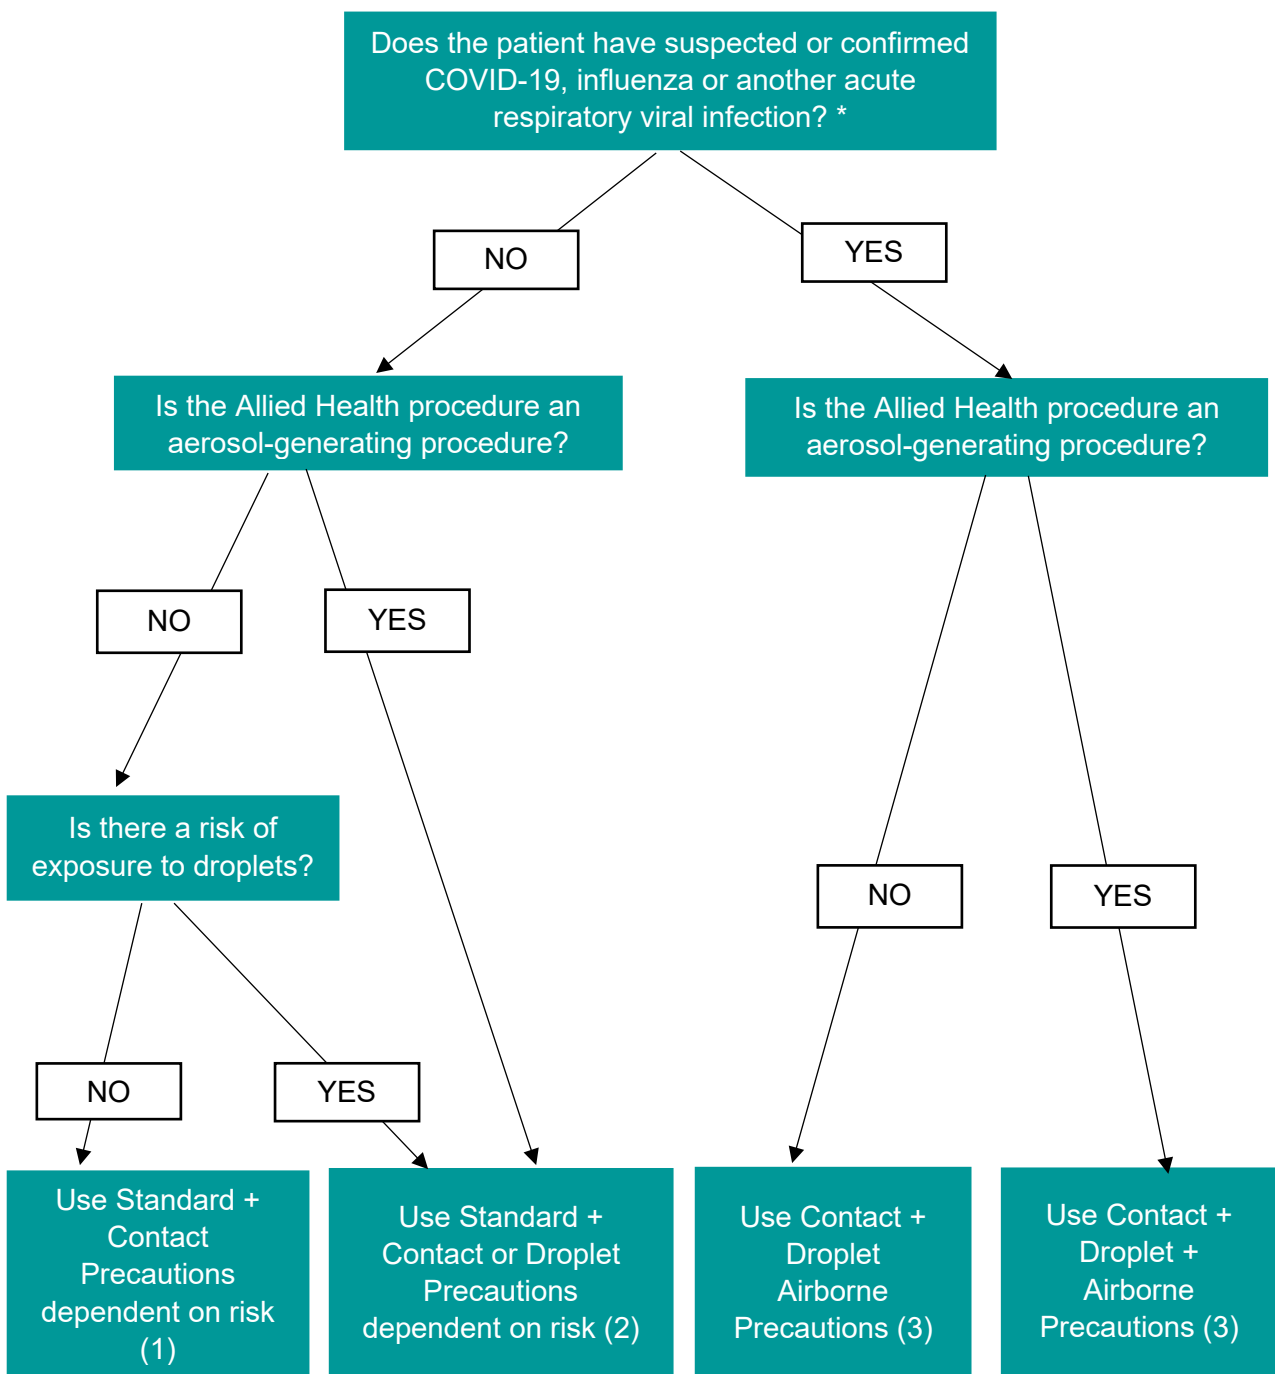 Does the patient have suspected or confirmed
COVID-19, influenza or another acute
respiratory viral infection? *
NO
YES
Is the Allied Health procedure an
aerosol-generating procedure?
Is the Allied Health procedure an
aerosol-generating procedure?
NO
YES
Is there a risk of
exposure to droplets?
NO
YES
NO
YES
Use Standard +
Contact
Precautions
dependent on risk
(1)
Use Standard +
Contact or Droplet
Precautions
dependent on risk (2)
Use Contact +
Droplet
Airborne
Precautions (3)
Use Contact +
Droplet +
Airborne
Precautions (3)